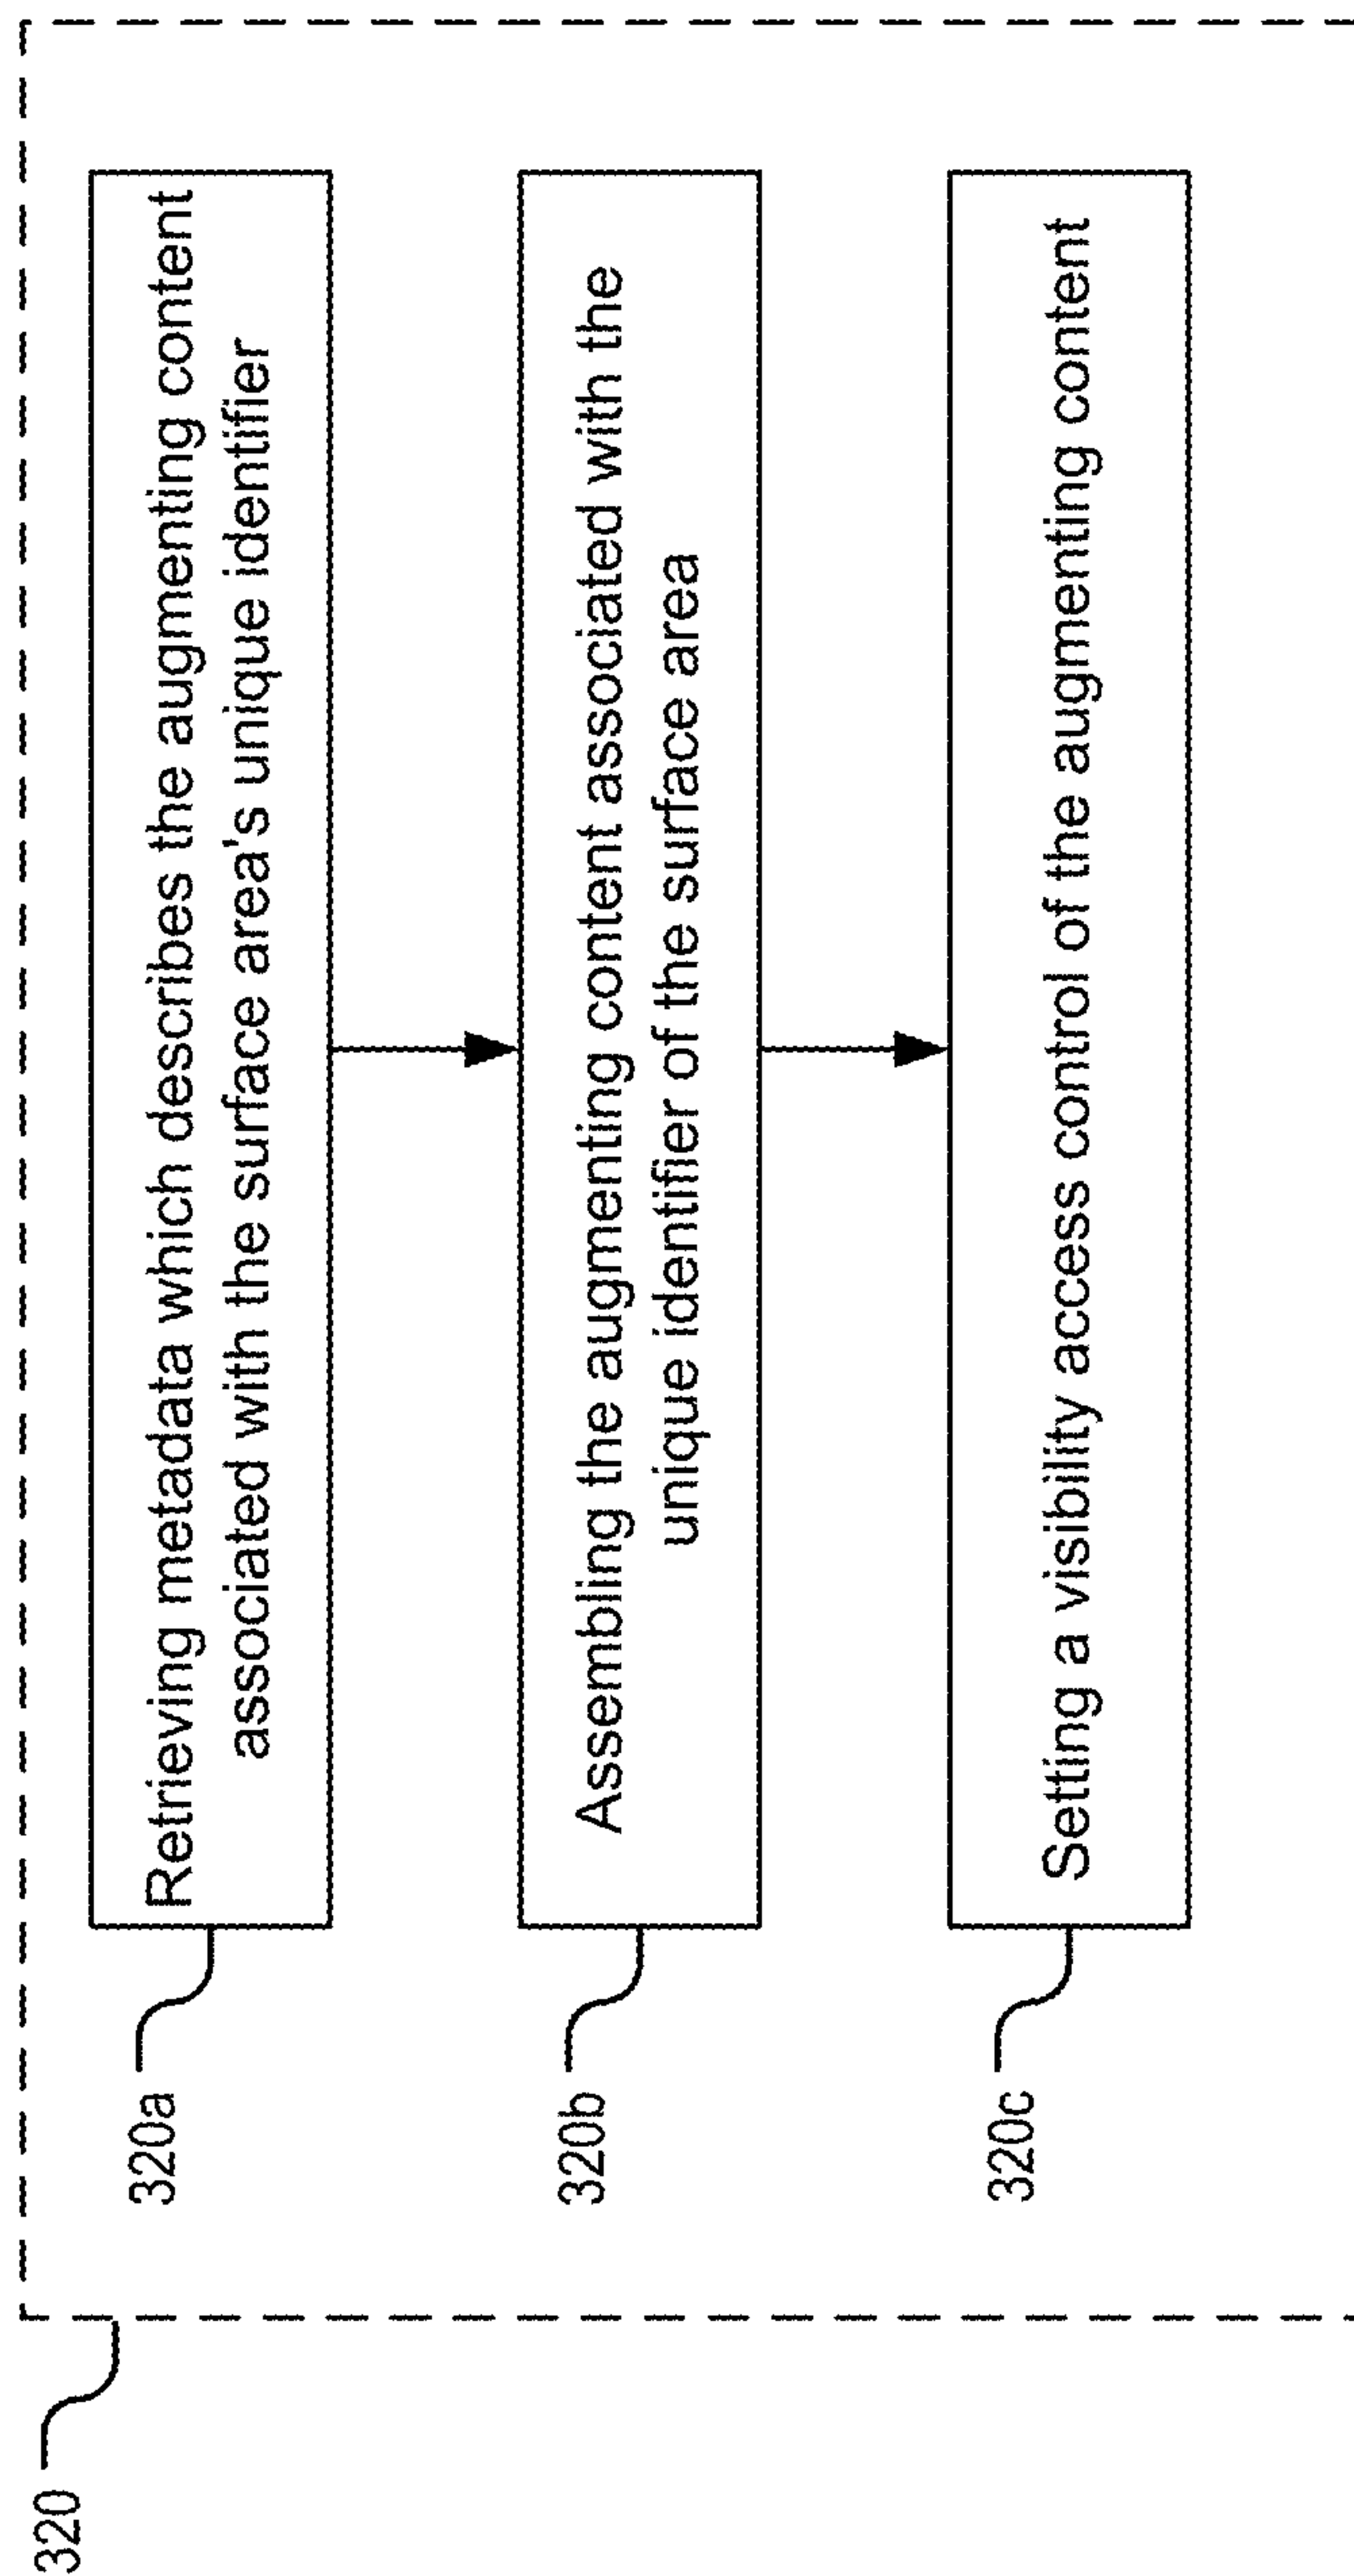 320
320a
Retrieving metadata which describes the augmenting content
associated with the surface area's unique identifier
320b
Assembling the augmenting content associated with the
unique identifier of the surface area
320c
Setting a visibility access control of the augmenting content